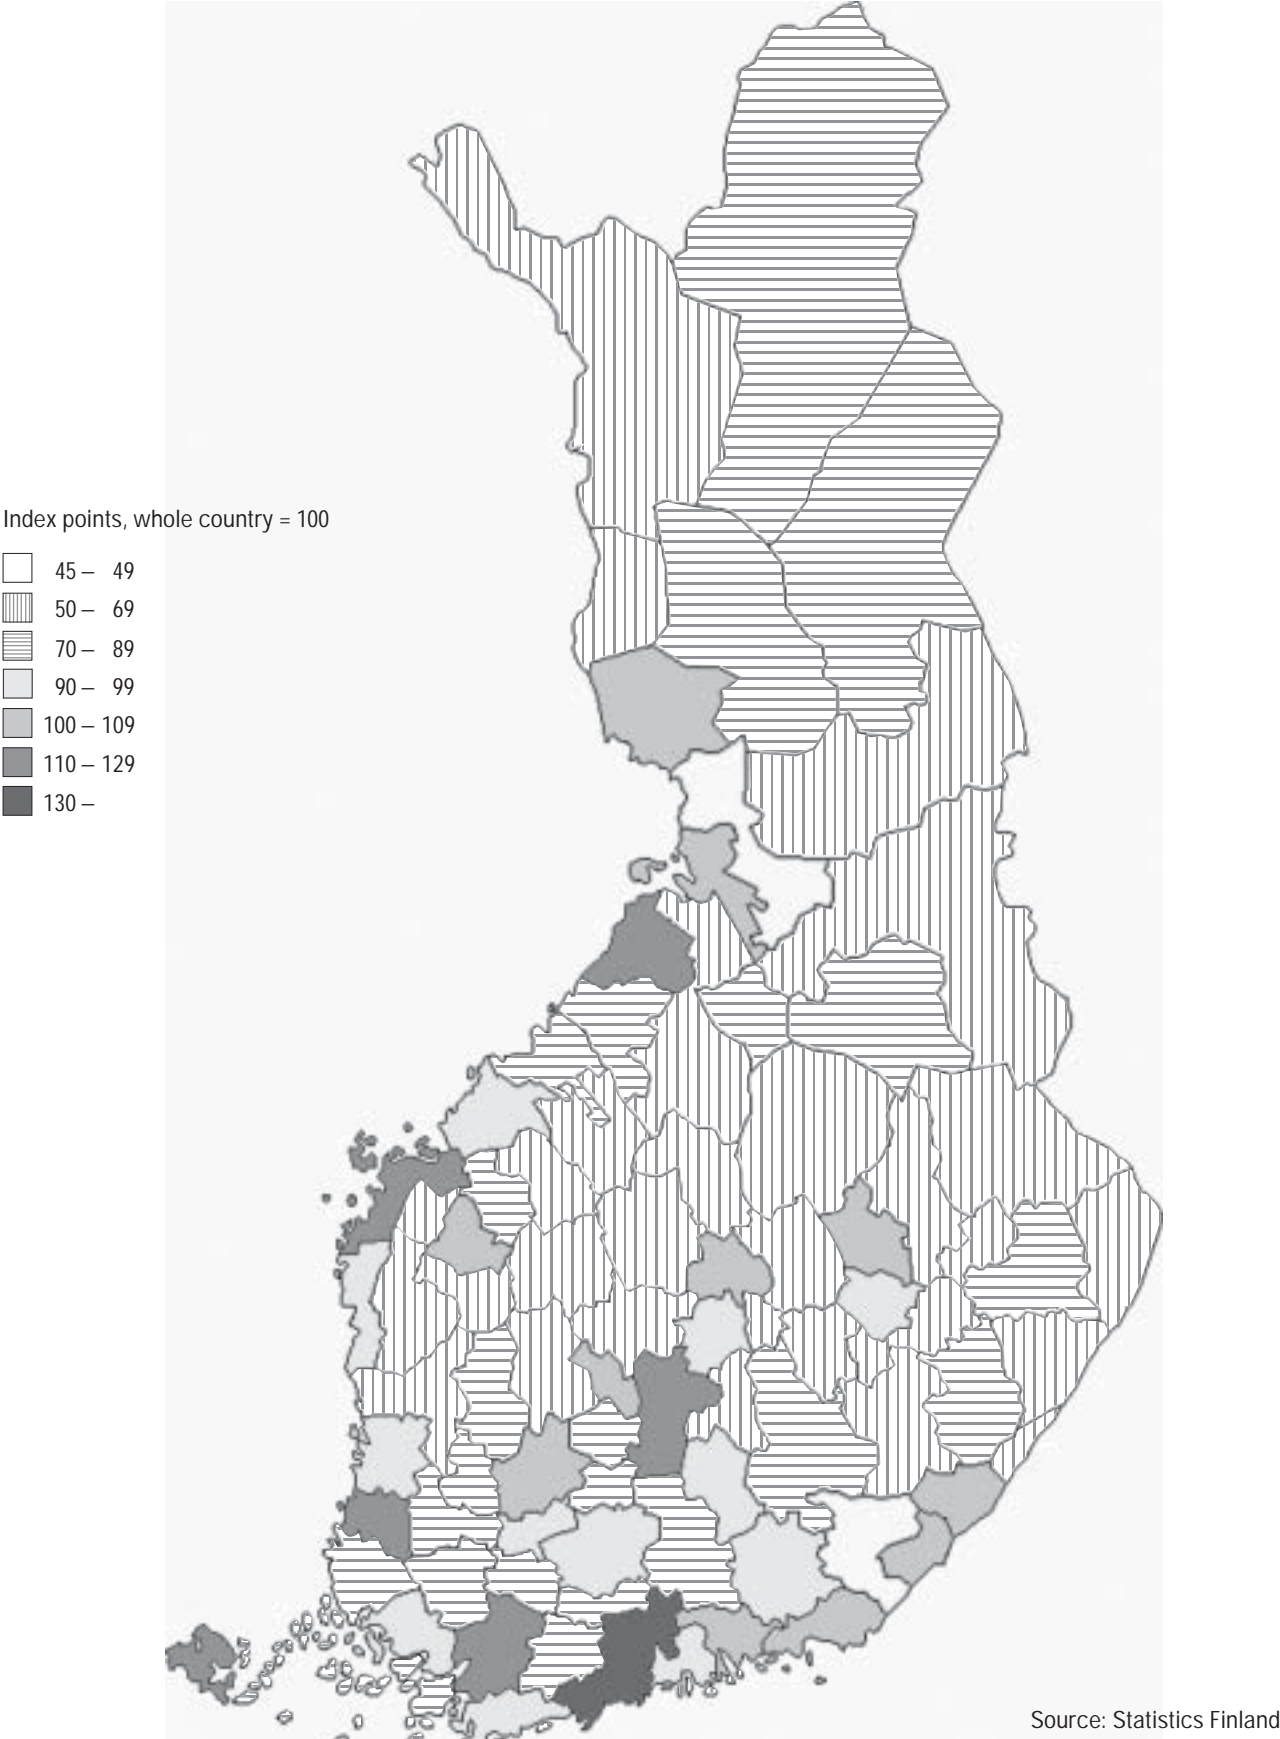 Index points, whole country = 100
45 – 49
50 – 69
70 – 89
90 – 99
100 – 109
110 – 129
130 –
Source: Statistics Finland